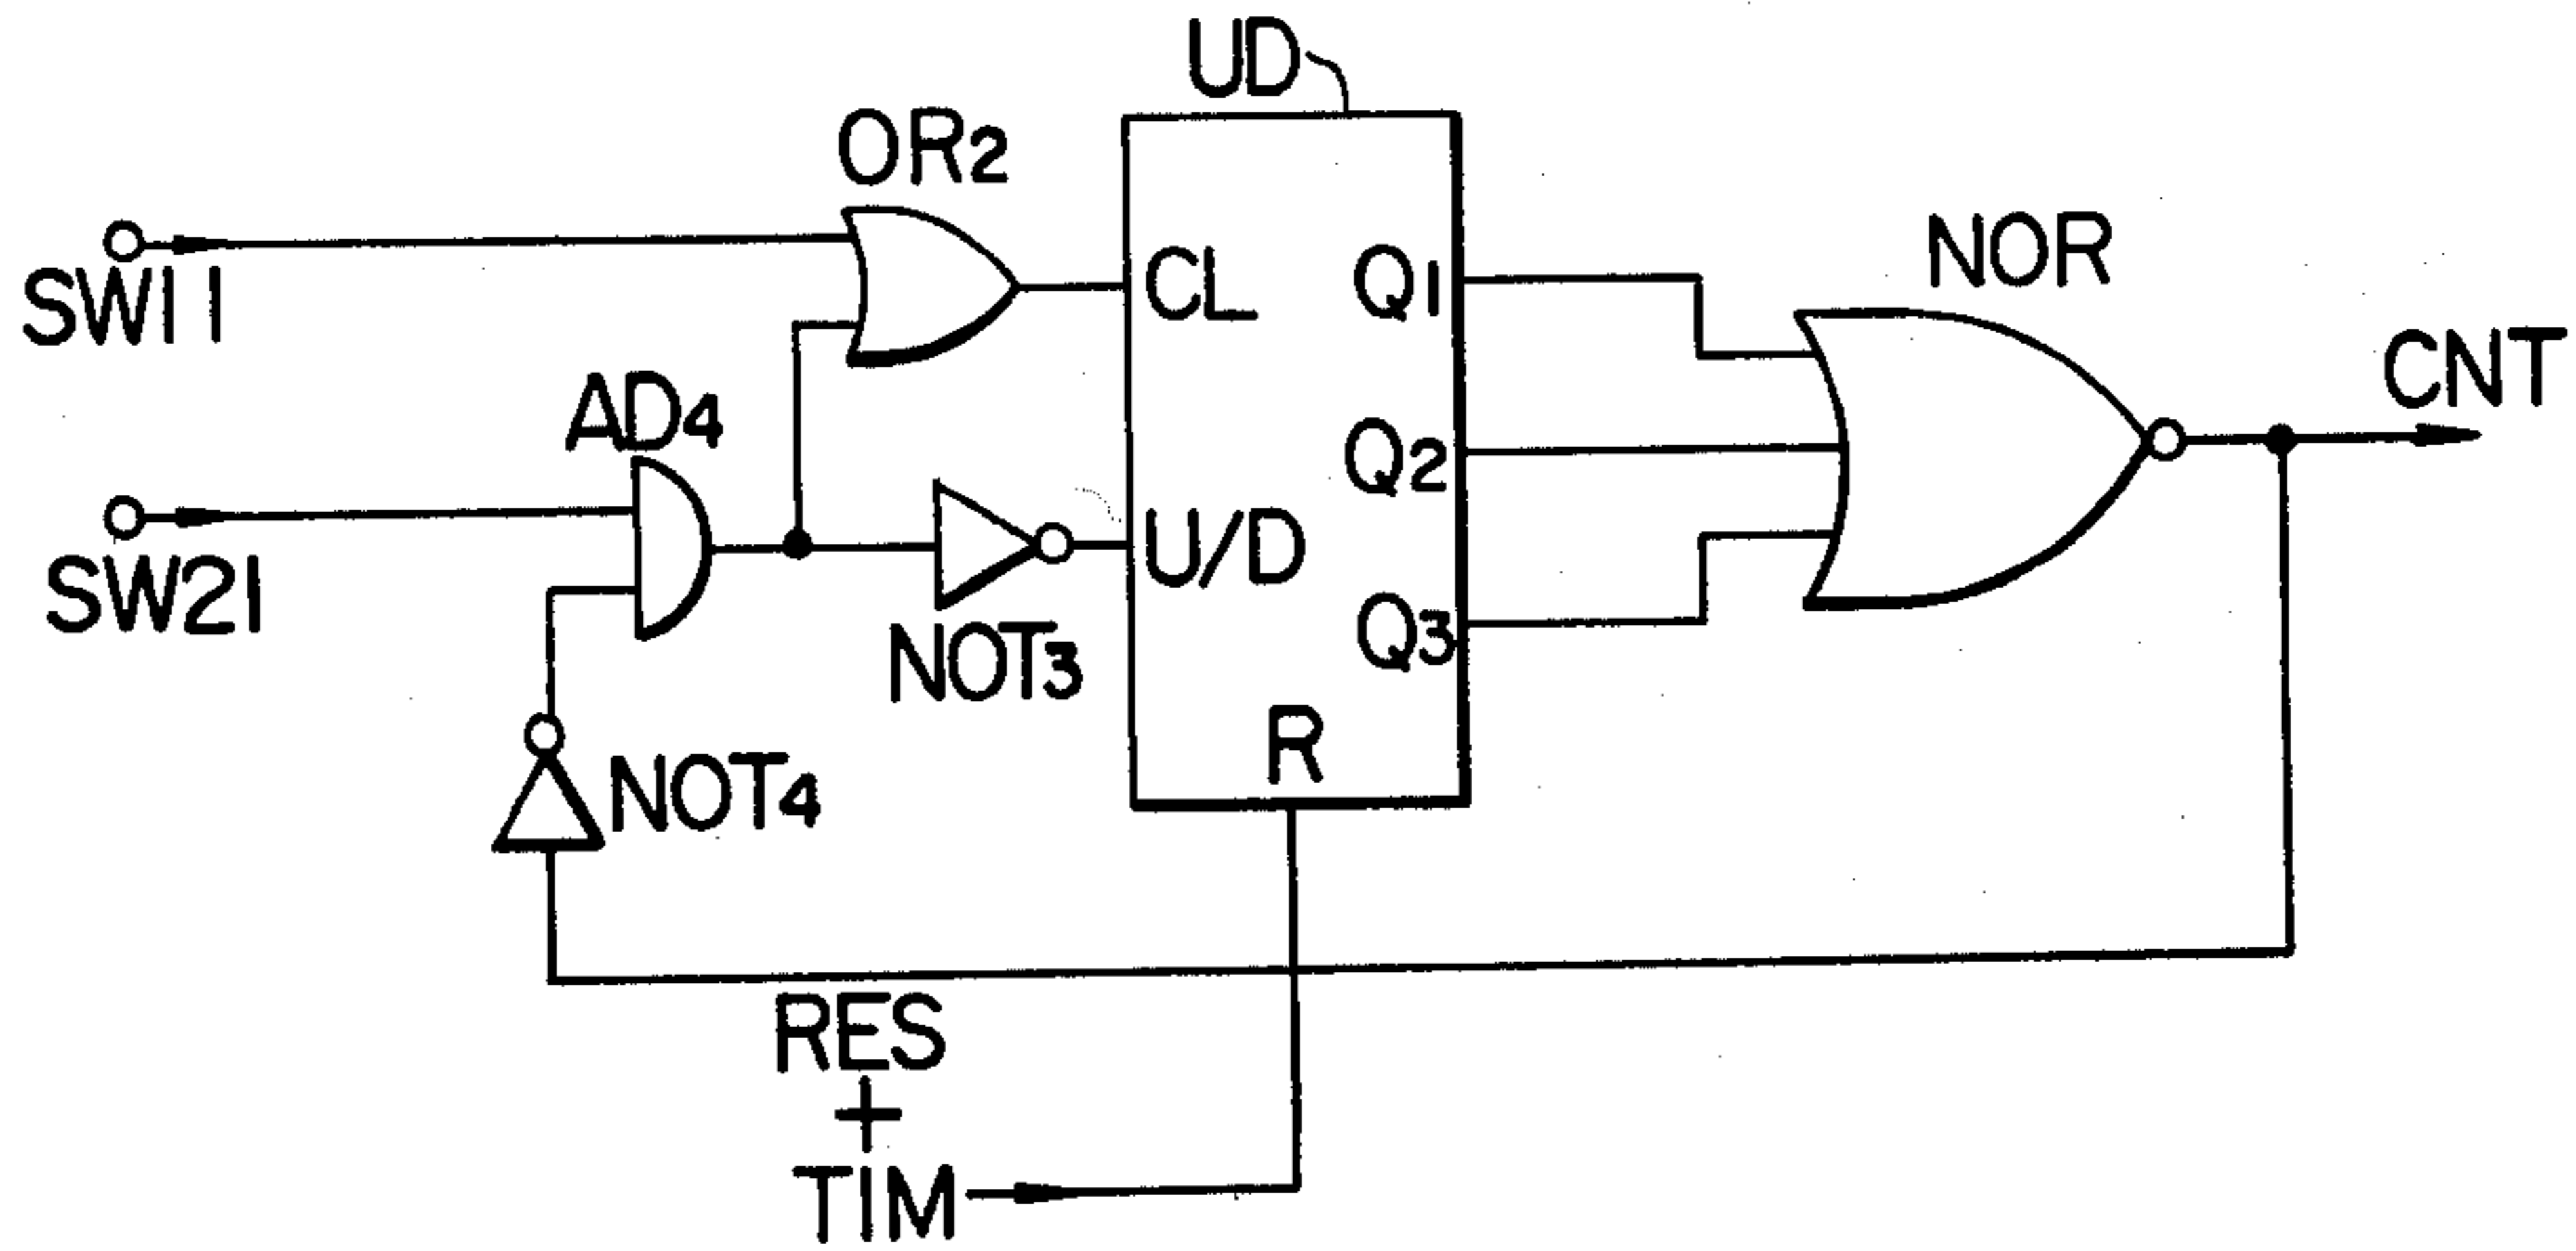 UD
OR2
SW11
CL
Q1
NOR
CNT
AD4
Q2
SW21
U/D
NOT3
Q3
R
NOT4
RES
+
TIM